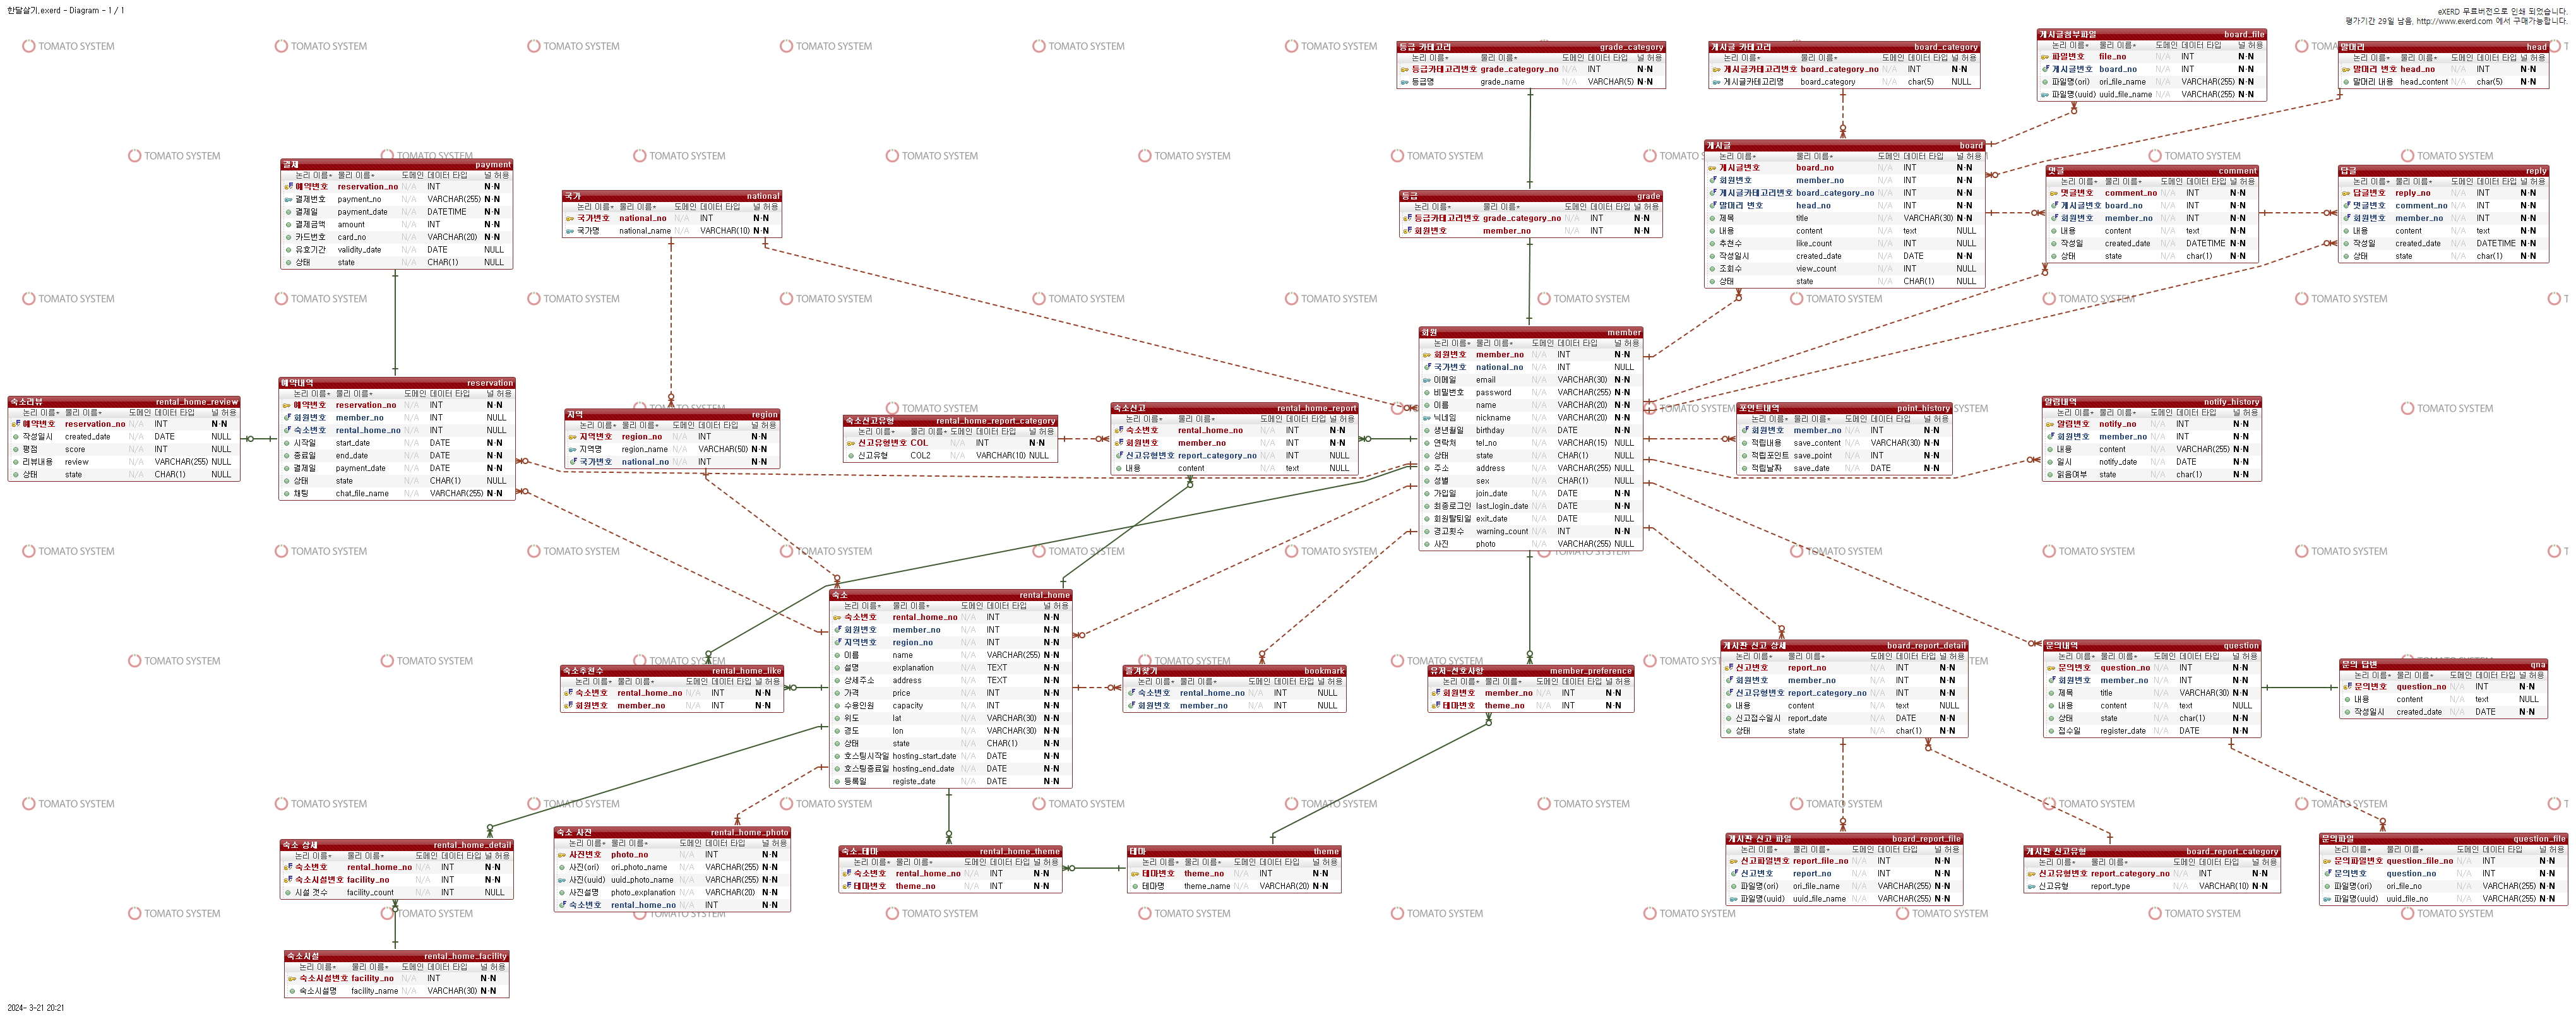 한달살기.exerd - Diagram - 1 / 1
eXERD 무료버전으로 인쇄 되었습니다.
평가기간 29일 남음, http://www.exerd.com 에서 구매가능합니다.
TOMATO SYSTEM
등급 카테고리 grade_category
논리 이름 물리 이름 도메인 데이터 타입 널 허용
등급카테고리번호 grade_category_no N/A INT N-N
등급명 grade_name N/A VARCHAR(5) N-N
게시글 카테고리 board_category
논리 이름 물리 이름 도메인 데이터 타입 널 허용
게시글카테고리번호 board_category_no N/A INT N-N
게시글카테고리명 board_category N/A char(5) NULL
게시글첨부파일 board_file
논리 이름 물리 이름 도메인 데이터 타입 널 허용
파일번호 file_no N/A INT N-N
게시글번호 board_no N/A INT N-N
파일명(ori) ori_file_name N/A VARCHAR(255) N-N
파일명(uuid) uuid_file_name N/A VARCHAR(255) N-N
말머리 head
논리 이름 물리 이름 도메인 데이터 타입 널 허용
말머리 번호 head_no N/A INT N-N
말머리 내용 head_content N/A char(5) N-N
결제 payment
논리 이름 물리 이름 도메인 데이터 타입 널 허용
예약번호 reservation_no N/A INT N-N
결제번호 payment_no N/A VARCHAR(255) N-N
결제일 payment_date N/A DATETIME N-N
결제금액 amount N/A INT N-N
카드번호 card_no N/A VARCHAR(20) N-N
유효기간 validity_date N/A DATE NULL
상태 state N/A CHAR(1) NULL
국가 national
논리 이름 물리 이름 도메인 데이터 타입 널 허용
국가번호 national_no N/A INT N-N
국가명 national_name N/A VARCHAR(10) N-N
등급 grade
논리 이름 물리 이름 도메인 데이터 타입 널 허용
등급카테고리번호 grade_category_no N/A INT N-N
회원번호 member_no N/A INT N-N
게시글 board
논리 이름 물리 이름 도메인 데이터 타입 널 허용
게시글번호 board_no N/A INT N-N
회원번호 member_no N/A INT N-N
게시글카테고리번호 board_category_no N/A INT N-N
말머리 번호 head_no N/A INT N-N
제목 title N/A VARCHAR(30) N-N
내용 content N/A text NULL
추천수 like_count N/A INT NULL
작성일시 created_date N/A DATE N-N
조회수 view_count N/A INT NULL
상태 state N/A CHAR(1) NULL
댓글 comment
논리 이름 물리 이름 도메인 데이터 타입 널 허용
댓글번호 comment_no N/A INT N-N
게시글번호 board_no N/A INT N-N
회원번호 member_no N/A INT N-N
내용 content N/A text N-N
작성일 created_date N/A DATETIME N-N
상태 state N/A char(1) N-N
답글 reply
논리 이름 물리 이름 도메인 데이터 타입 널 허용
답글번호 reply_no N/A INT N-N
댓글번호 comment_no N/A INT N-N
회원번호 member_no N/A INT N-N
내용 content N/A text N-N
작성일 created_date N/A DATETIME N-N
상태 state N/A char(1) N-N
숙소리뷰 rental_home_review
논리 이름 물리 이름 도메인 데이터 타입 널 허용
예약번호 reservation_no N/A INT N-N
작성일시 created_date N/A DATE NULL
평점 score N/A INT NULL
리뷰내용 review N/A VARCHAR(255) NULL
상태 state N/A CHAR(1) NULL
예약내역 reservation
논리 이름 물리 이름 도메인 데이터 타입 널 허용
예약번호 reservation_no N/A INT N-N
회원번호 member_no N/A INT NULL
숙소번호 rental_home_no N/A INT NULL
시작일 start_date N/A DATE N-N
종료일 end_date N/A DATE N-N
결제일 payment_date N/A DATE N-N
상태 state N/A CHAR(1) NULL
채팅 chat_file_name N/A VARCHAR(255) N-N
지역 region
논리 이름 물리 이름 도메인 데이터 타입 널 허용
지역번호 region_no N/A INT N-N
지역명 region_name N/A VARCHAR(50) N-N
국가번호 national_no N/A INT N-N
숙소신고유형 rental_home_report_category
논리 이름 물리 이름 도메인 데이터 타입 널 허용
신고유형번호 COL N/A INT N-N
신고유형 COL2 N/A VARCHAR(10) NULL
숙소신고 rental_home_report
논리 이름 물리 이름 도메인 데이터 타입 널 허용
숙소번호 rental_home_no N/A INT N-N
회원번호 member_no N/A INT N-N
신고유형번호 report_category_no N/A INT NULL
내용 content N/A text NULL
회원 member
논리 이름 물리 이름 도메인 데이터 타입 널 허용
회원번호 member_no N/A INT N-N
국가번호 national_no N/A INT NULL
이메일 email N/A VARCHAR(30) N-N
비밀번호 password N/A VARCHAR(255) N-N
이름 name N/A VARCHAR(20) N-N
닉네임 nickname N/A VARCHAR(20) N-N
생년월일 birthday N/A DATE N-N
연락처 tel_no N/A VARCHAR(15) NULL
상태 state N/A CHAR(1) NULL
주소 address N/A VARCHAR(255) NULL
성별 sex N/A CHAR(1) NULL
가입일 join_date N/A DATE N-N
최종로그인 last_login_date N/A DATE N-N
회원탈퇴일 exit_date N/A DATE NULL
경고횟수 warning_count N/A INT N-N
사진 photo N/A VARCHAR(255) NULL
포인트내역 point_history
논리 이름 물리 이름 도메인 데이터 타입 널 허용
회원번호 member_no N/A INT N-N
적립내용 save_content N/A VARCHAR(30) N-N
적립포인트 save_point N/A INT N-N
적립날짜 save_date N/A DATE N-N
알림내역 notify_history
논리 이름 물리 이름 도메인 데이터 타입 널 허용
알림번호 notify_no N/A INT N-N
회원번호 member_no N/A INT N-N
내용 content N/A VARCHAR(255) N-N
일시 notify_date N/A DATE N-N
읽음여부 state N/A char(1) N-N
숙소 rental_home
논리 이름 물리 이름 도메인 데이터 타입 널 허용
숙소번호 rental_home_no N/A INT N-N
회원번호 member_no N/A INT N-N
지역번호 region_no N/A INT N-N
이름 name N/A VARCHAR(255) N-N
설명 explanation N/A TEXT N-N
상세주소 address N/A TEXT N-N
가격 price N/A INT N-N
수용인원 capacity N/A INT N-N
위도 lat N/A VARCHAR(30) N-N
경도 lon N/A VARCHAR(30) N-N
상태 state N/A CHAR(1) N-N
호스팅시작일 hosting_start_date N/A DATE N-N
호스팅종료일 hosting_end_date N/A DATE N-N
등록일 registe_date N/A DATE N-N
숙소추천수 rental_home_like
논리 이름 물리 이름 도메인 데이터 타입 널 허용
숙소번호 rental_home_no N/A INT N-N
회원번호 member_no N/A INT N-N
즐겨찾기 bookmark
논리 이름 물리 이름 도메인 데이터 타입 널 허용
숙소번호 rental_home_no N/A INT NULL
회원번호 member_no N/A INT NULL
유저-선호사항 member_preference
논리 이름 물리 이름 도메인 데이터 타입 널 허용
회원번호 member_no N/A INT N-N
테마번호 theme_no N/A INT N-N
게시판 신고 상세 board_report_detail
논리 이름 물리 이름 도메인 데이터 타입 널 허용
신고번호 report_no N/A INT N-N
회원번호 member_no N/A INT N-N
신고유형번호 report_category_no N/A INT N-N
내용 content N/A text NULL
신고접수일시 report_date N/A DATE N-N
상태 state N/A char(1) N-N
문의내역 question
논리 이름 물리 이름 도메인 데이터 타입 널 허용
문의번호 question_no N/A INT N-N
회원번호 member_no N/A INT N-N
제목 title N/A VARCHAR(30) N-N
내용 content N/A text NULL
상태 state N/A char(1) N-N
접수일 register_date N/A DATE N-N
문의 답변 qna
논리 이름 물리 이름 도메인 데이터 타입 널 허용
문의번호 question_no N/A INT N-N
내용 content N/A text NULL
작성일시 created_date N/A DATE N-N
숙소 상세 rental_home_detail
논리 이름 물리 이름 도메인 데이터 타입 널 허용
숙소번호 rental_home_no N/A INT N-N
숙소시설번호 facility_no N/A INT N-N
시설 것수 facility_count N/A INT NULL
숙소 사진 rental_home_photo
논리 이름 물리 이름 도메인 데이터 타입 널 허용
사진번호 photo_no N/A INT N-N
사진(ori) ori_photo_name N/A VARCHAR(255) N-N
사진(uuid) uuid_photo_name N/A VARCHAR(255) N-N
사진설명 photo_explanation N/A VARCHAR(20) N-N
숙소번호 rental_home_no N/A INT N-N
숙소_테마 rental_home_theme
논리 이름 물리 이름 도메인 데이터 타입 널 허용
숙소번호 rental_home_no N/A INT N-N
테마번호 theme_no N/A INT N-N
테마 theme
논리 이름 물리 이름 도메인 데이터 타입 널 허용
테마번호 theme_no N/A INT N-N
테마명 theme_name N/A VARCHAR(20) N-N
게시판 신고 파일 board_report_file
논리 이름 물리 이름 도메인 데이터 타입 널 허용
신고파일번호 report_file_no N/A INT N-N
신고번호 report_no N/A INT N-N
파일명(ori) ori_file_name N/A VARCHAR(255) N-N
파일명(uuid) uuid_file_name N/A VARCHAR(255) N-N
게시판 신고유형 board_report_category
논리 이름 물리 이름 도메인 데이터 타입 널 허용
신고유형번호 report_category_no N/A INT N-N
신고유형 report_type N/A VARCHAR(10) N-N
문의파일 question_file
논리 이름 물리 이름 도메인 데이터 타입 널 허용
문의파일번호 question_file_no N/A INT N-N
문의번호 question_no N/A INT N-N
파일명(ori) ori_file_no N/A VARCHAR(255) N-N
파일명(uuid) uuid_file_no N/A VARCHAR(255) N-N
숙소시설 rental_home_facility
논리 이름 물리 이름 도메인 데이터 타입 널 허용
숙소시설번호 facility_no N/A INT N-N
숙소시설명 facility_name N/A VARCHAR(30) N-N
2024- 3-21 20:21